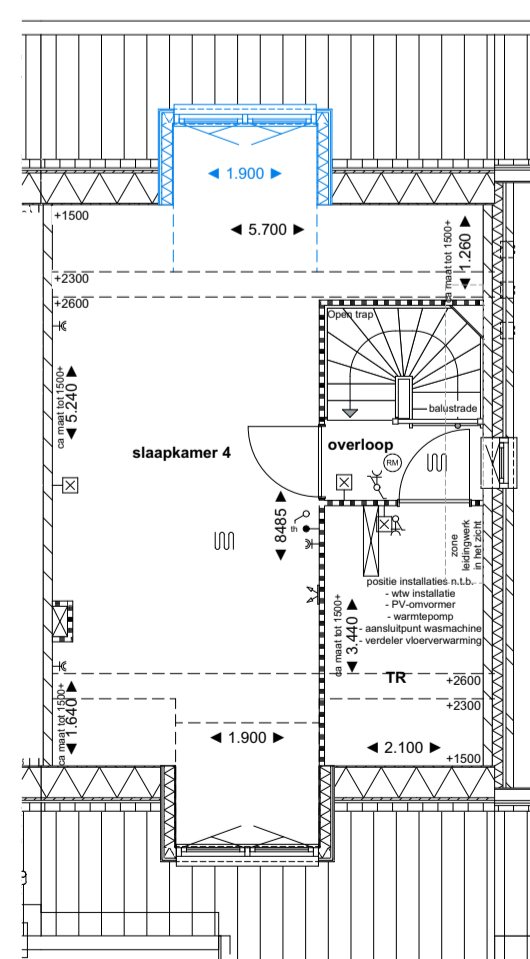 1.900
+1500
5.700
ca maat tot 1500+
1.260
+2300
+2600
Open trap
ca maat tot 1500+
5.240
balustrade
slaapkamer 4
overloop
RM
8485
th
zone
leidingwerk
in het zicht
positie installaties n.t.b.
- wtw installatie
- PV-omvormer
- warmtepomp
- aansluitpunt wasmachine
- verdeler vloerverwarming
ca maat tot 1500+
3.440
TR
+2600
+2300
ca maat tot 1500+
1.640
1.900
2.100
+1500